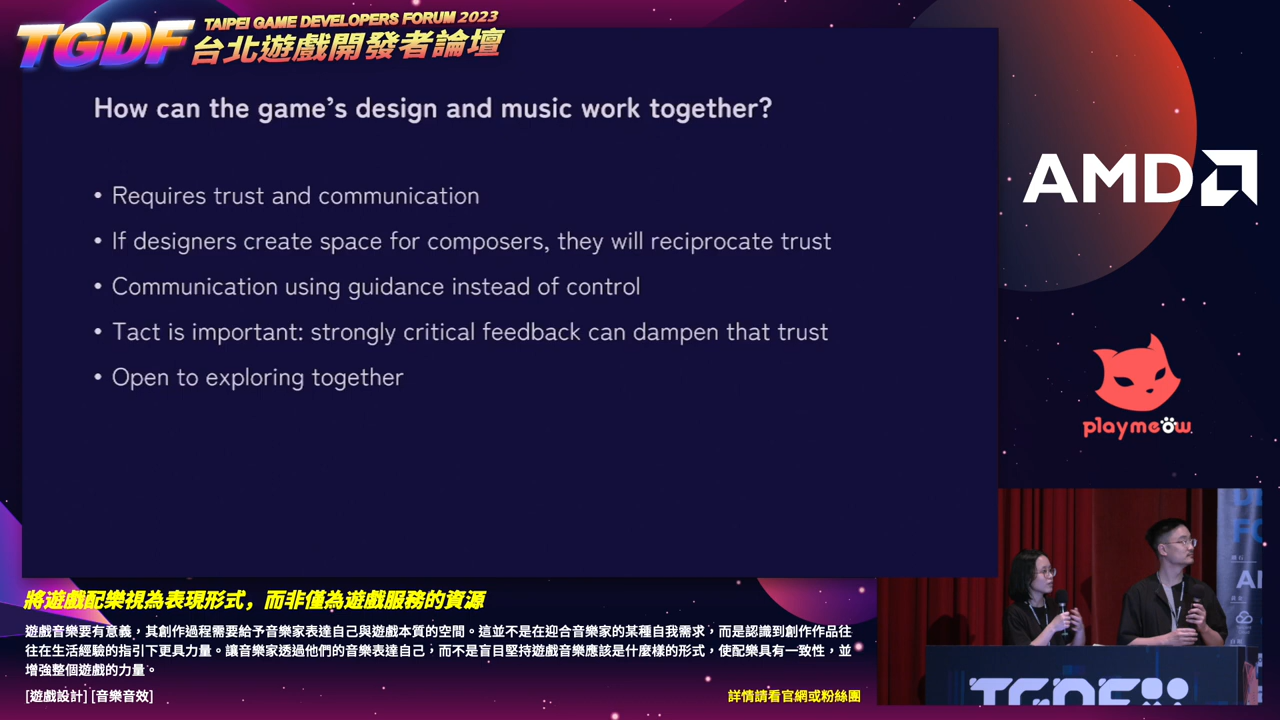 TGDF
TAIPEI GAME DEVELOPERS FORUM 2023
台北遊戲開發者論壇
How can the game's design and music work together?
• Requires trust and communication
• If designers create space for composers, they will reciprocate trust
• Communication using guidance instead of control
• Tact is important: strongly critical feedback can dampen that trust
• Open to exploring together
AMD
playmeow
將遊戲配樂視為表現形式，而非僅為遊戲服務的資源
遊戲音樂要有意義，其創作過程需要給予音樂家表達自己與遊戲本質的空間。這並不是在迎合音樂家的某種自我需求，而是認識到創作作品往
往在生活經驗的指引下更具力量。讓音樂家透過他們的音樂表達自己，而不是盲目堅持遊戲音樂應該是什麼樣的形式，使配樂具有一致性，並
增強整個遊戲的力量。
[遊戲設計] [音樂音效]
詳情請看官網或粉絲團
TGDF